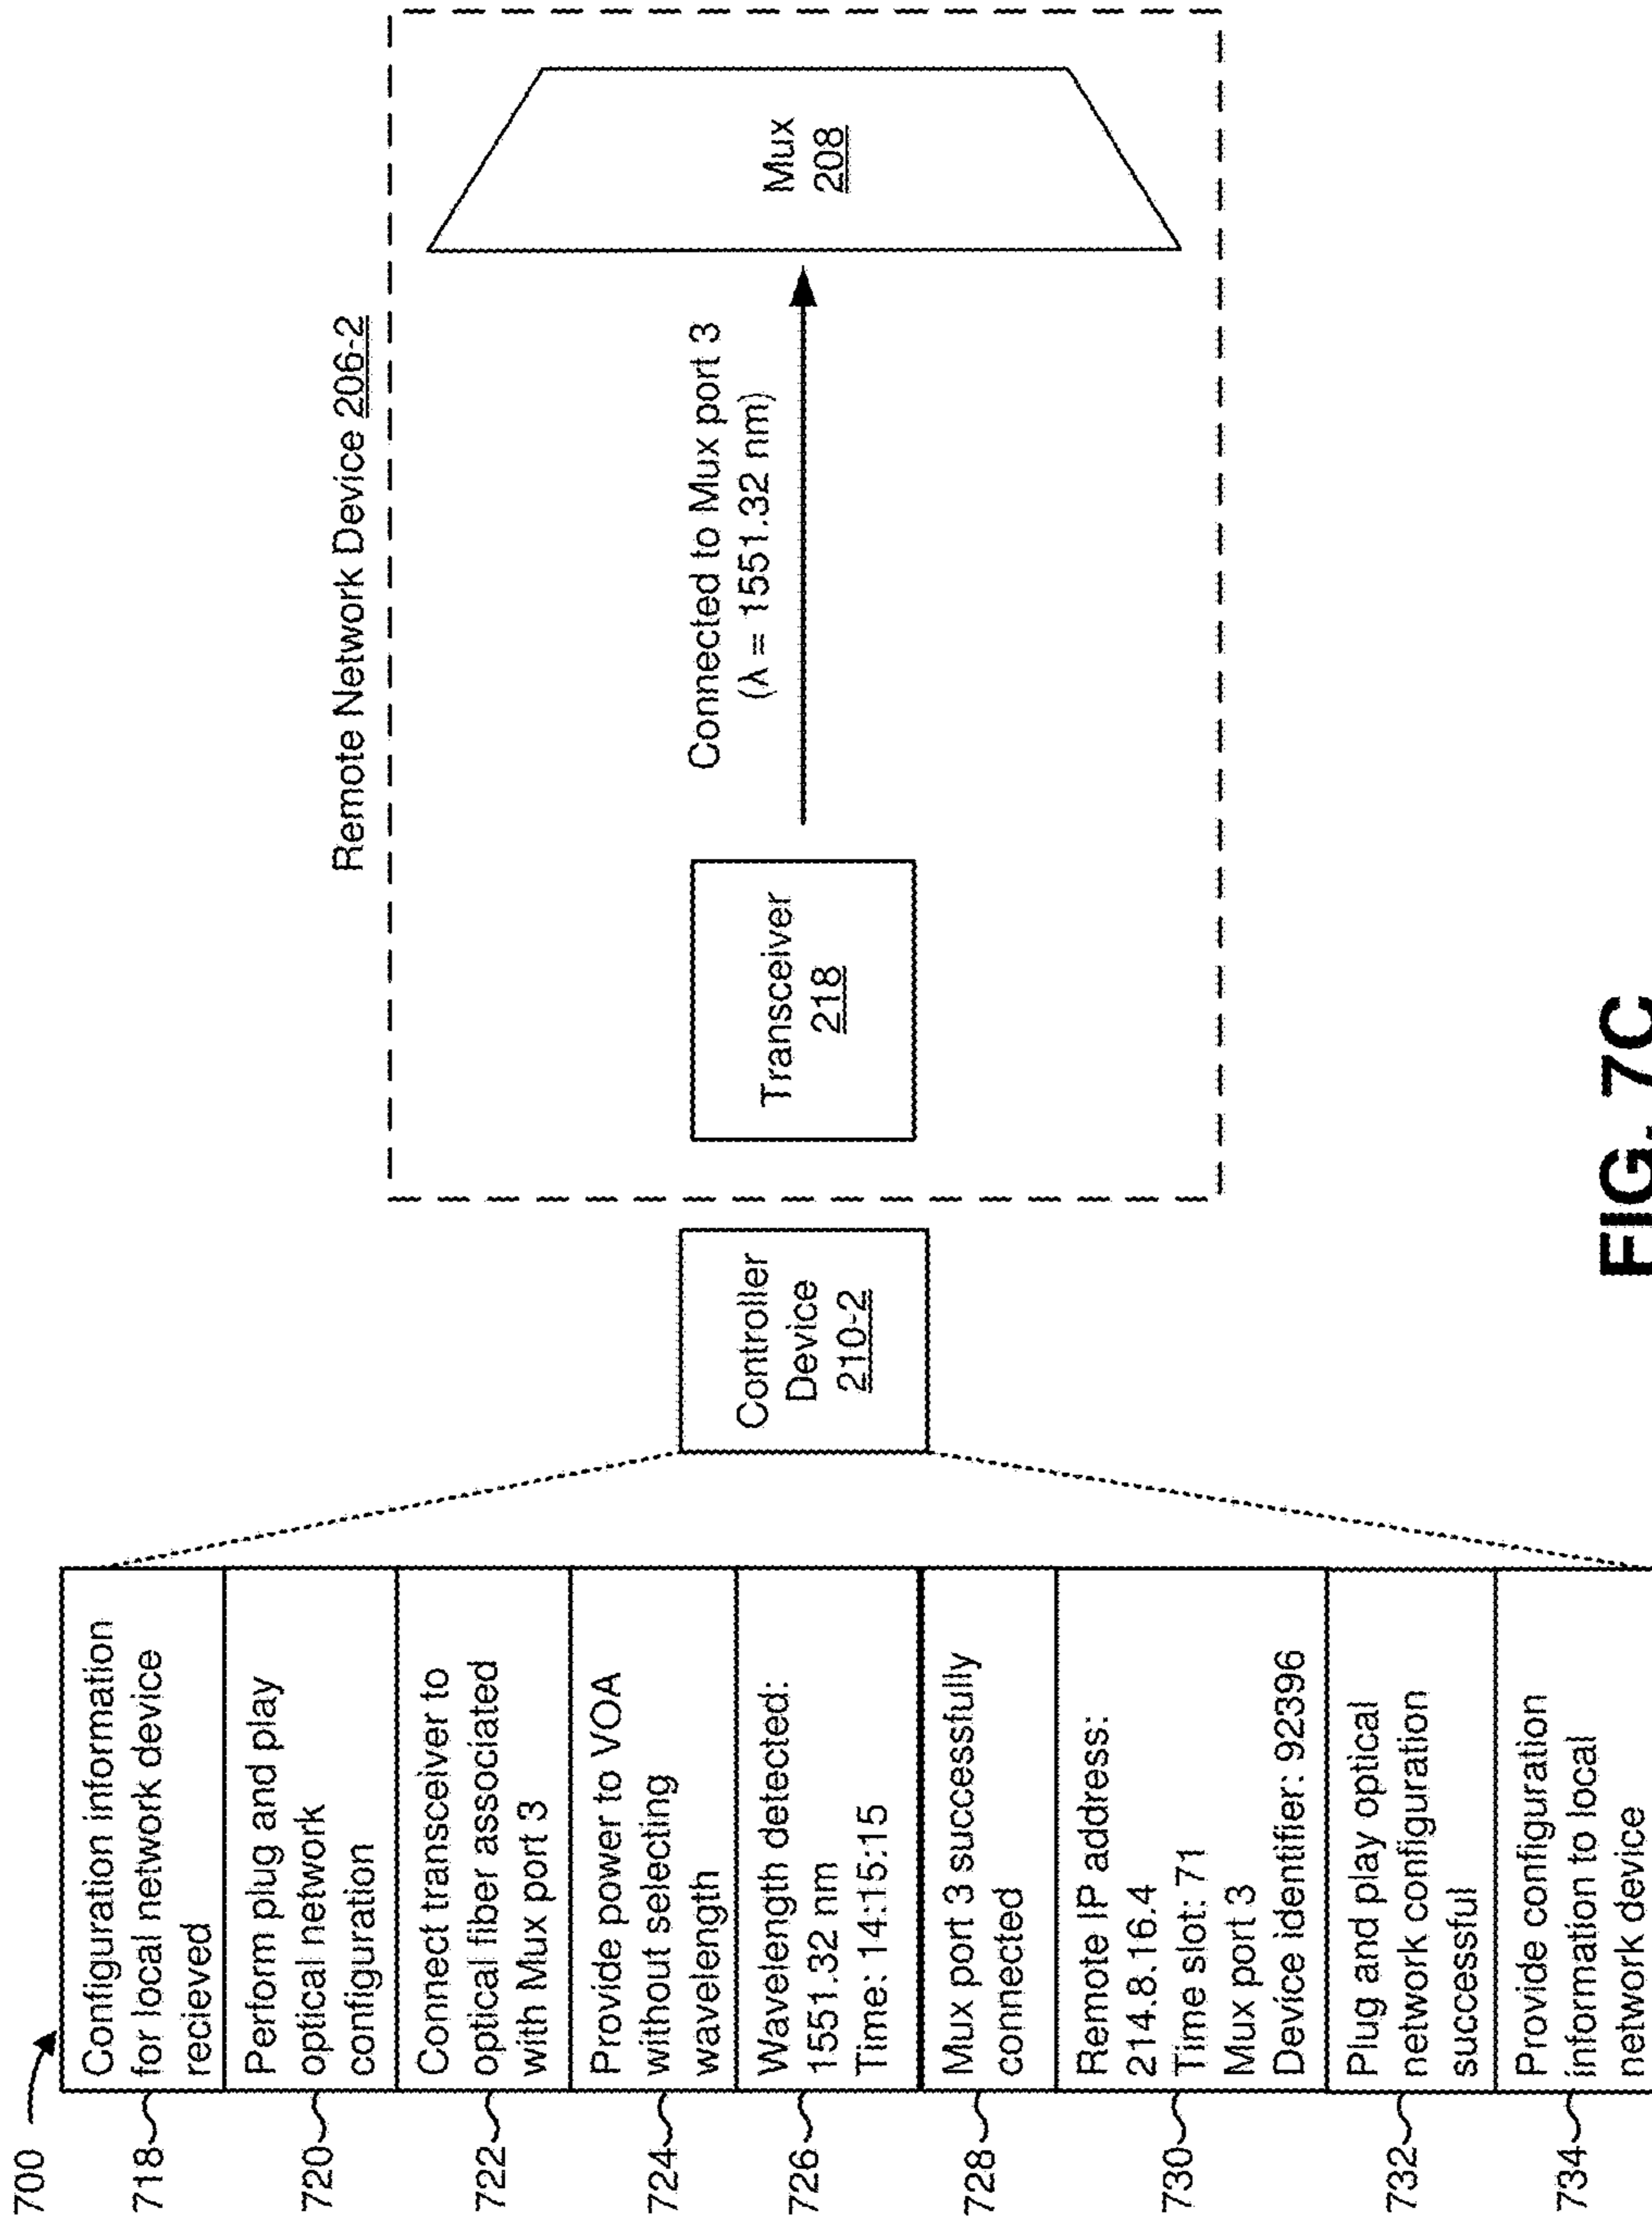 700
718
Configuration information
for local network device
recieved
720
Perform plug and play
optical network
configuration
722
Connect transceiver to
optical fiber associated
with Mux port 3
724
Provide power to VOA
without selecting
wavelength
726
Wavelength detected:
1551.32 nm
Time: 14:15:15
728
Mux port 3 successfully
connected
730
Remote IP address:
214.8.16.4
Time slot: 71
Mux port 3
Device identifier: 92396
732
Plug and play optical
network configuration
successful
734
Provide configuration
information to local
network device
Controller
Device
210-2
Remote Network Device 206-2
Transceiver
218
Connected to Mux port 3
(λ = 1551.32 nm)
Mux
208
FIG. 7C